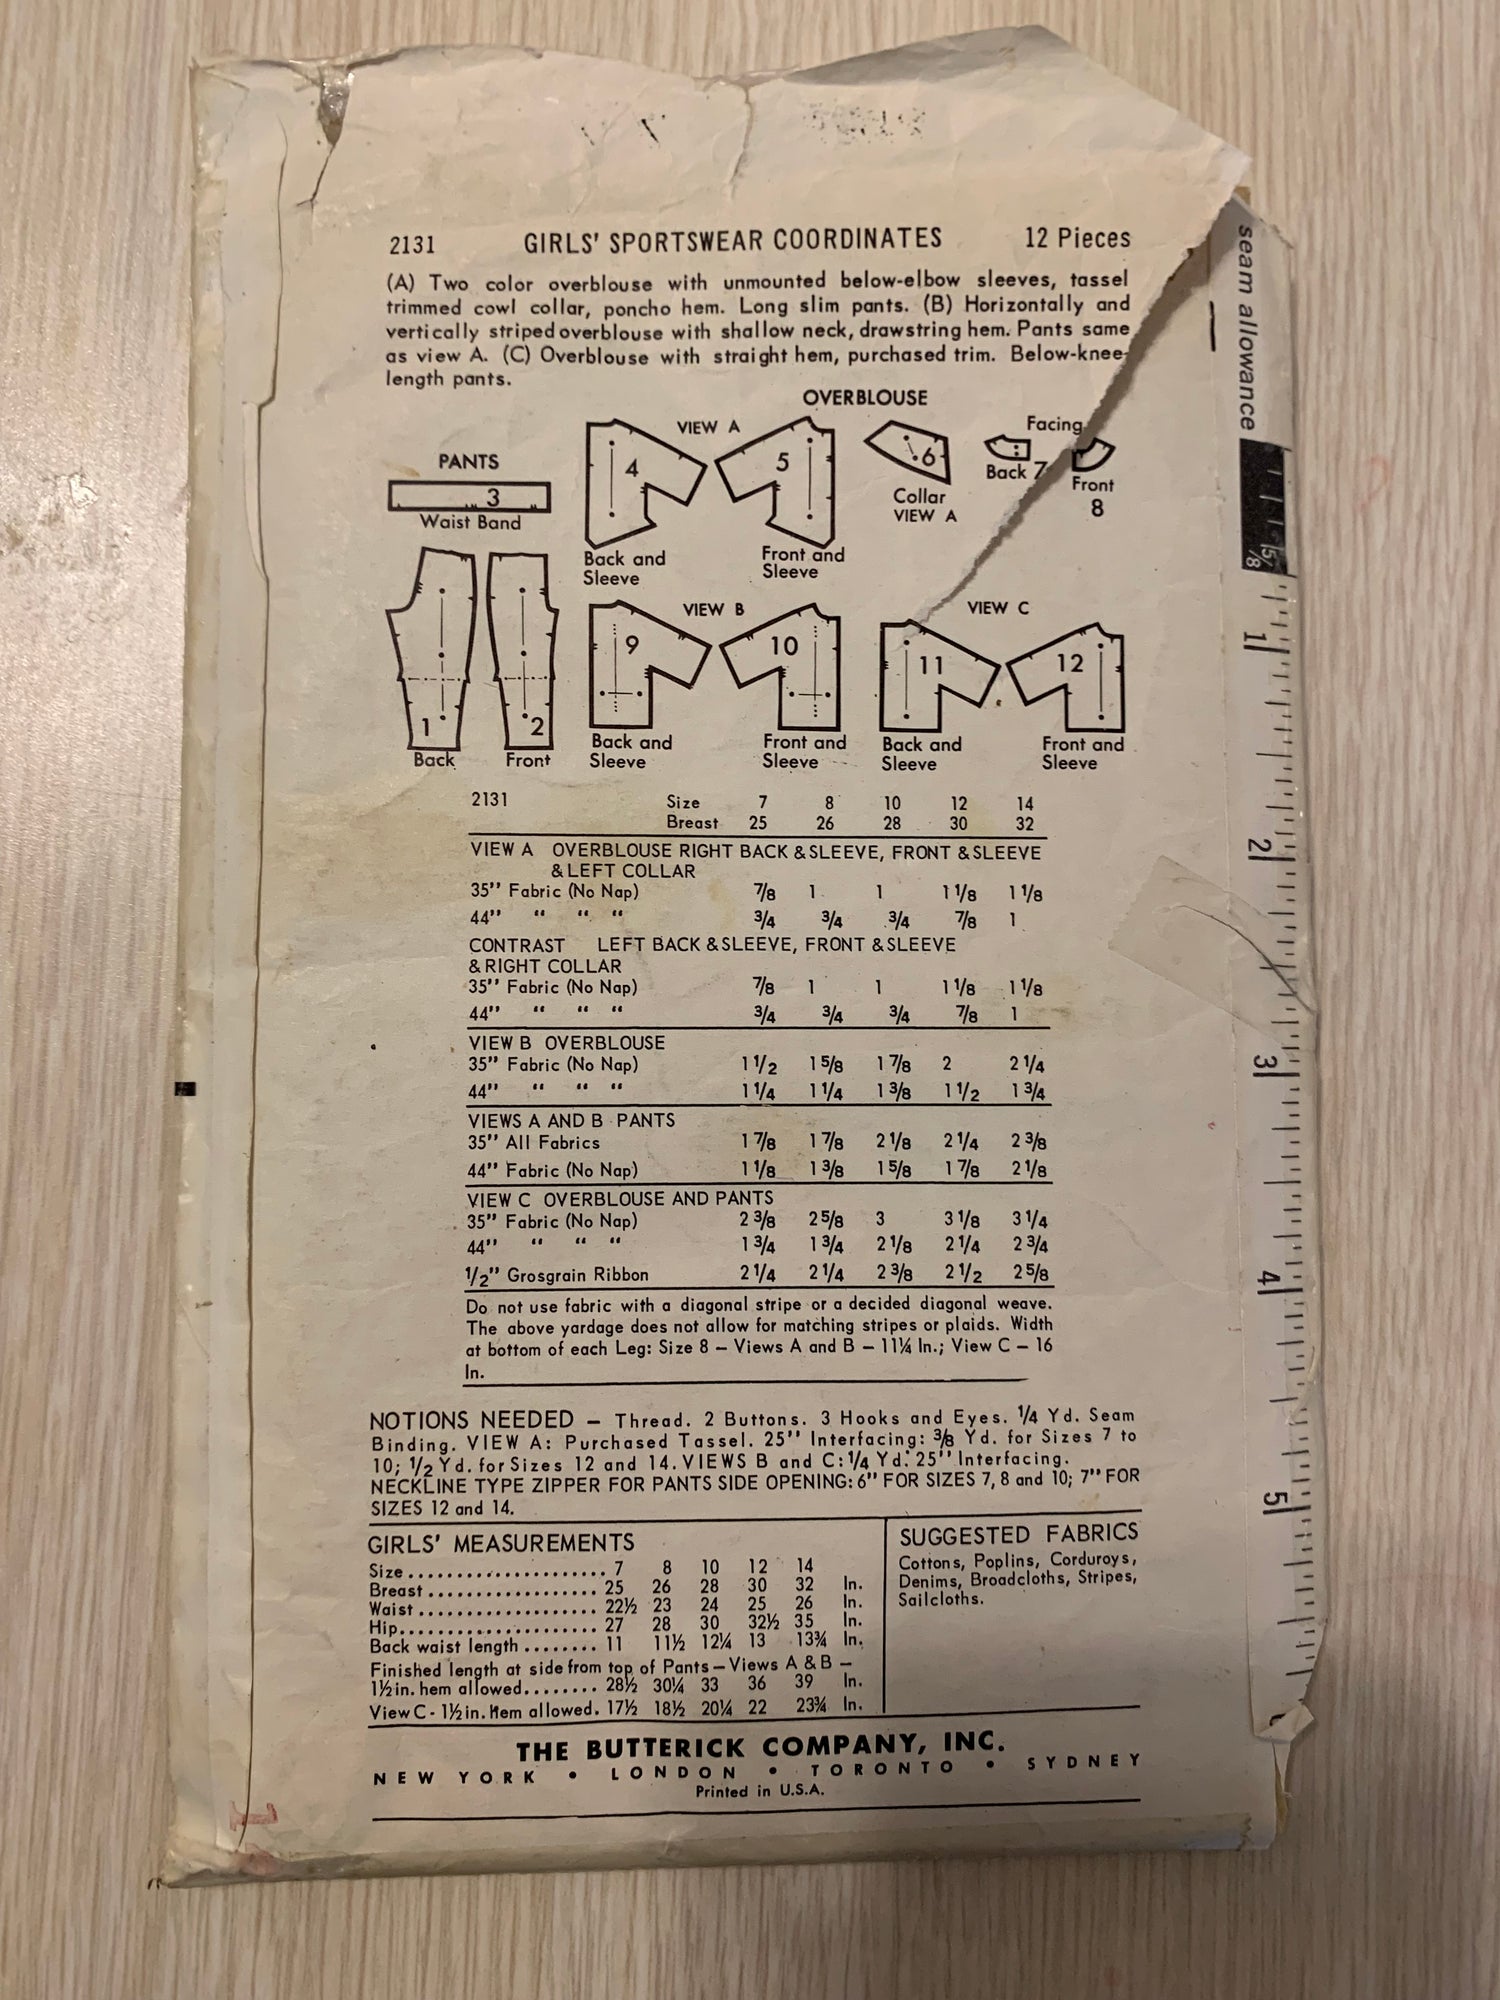 2131 GIRLS' SPORTSWEAR COORDINATES 12 Pieces
(A) Two color overblouse with unmounted below-elbow sleeves, tassel
trimmed cowl collar, poncho hem. Long slim pants. (B) Horizontally and
vertically striped overblouse with shallow neck, drawstring hem. Pants same
as view A. (C) Overblouse with straight hem, purchased trim. Below-knee-
length pants.
OVERBLOUSE
PANTS
3
Waist Band
VIEW A
4
5
Back and
Sleeve
Front and
Sleeve
6
Collar
VIEW A
Facing
Back 7
Front
8
1
Back
2
Front
VIEW B
9
10
Back and
Sleeve
Front and
Sleeve
VIEW C
11
12
Back and
Sleeve
Front and
Sleeve
2131 Size 7 8 10 12 14
Breast 25 26 28 30 32
VIEW A OVERBLOUSE RIGHT BACK & SLEEVE, FRONT & SLEEVE
& LEFT COLLAR
35" Fabric (No Nap) 7/8 1 1 1 1/8 1 1/8
44" " " " 3/4 3/4 3/4 7/8 1
CONTRAST LEFT BACK & SLEEVE, FRONT & SLEEVE
& RIGHT COLLAR
35" Fabric (No Nap) 7/8 1 1 1 1/8 1 1/8
44" " " " 3/4 3/4 3/4 7/8 1
VIEW B OVERBLOUSE
35" Fabric (No Nap) 1 1/2 1 5/8 1 7/8 2 2 1/4
44" " " " 1 1/4 1 1/4 1 3/8 1 1/2 1 3/4
VIEWS A AND B PANTS
35" All Fabrics 1 7/8 1 7/8 2 1/8 2 1/4 2 3/8
44" Fabric (No Nap) 1 1/8 1 3/8 1 5/8 1 7/8 2 1/8
VIEW C OVERBLOUSE AND PANTS
35" Fabric (No Nap) 2 3/8 2 5/8 3 3 1/8 3 1/4
44" " " " 1 3/4 1 3/4 2 1/8 2 1/4 2 3/4
1/2" Grosgrain Ribbon 2 1/4 2 1/4 2 3/8 2 1/2 2 5/8
Do not use fabric with a diagonal stripe or a decided diagonal weave.
The above yardage does not allow for matching stripes or plaids. Width
at bottom of each Leg: Size 8 – Views A and B – 11¼ In.; View C – 16
In.
NOTIONS NEEDED – Thread. 2 Buttons. 3 Hooks and Eyes. 1/4 Yd. Seam
Binding. VIEW A: Purchased Tassel. 25" Interfacing: 3/8 Yd. for Sizes 7 to
10; 1/2 Yd. for Sizes 12 and 14. VIEWS B and C: 1/4 Yd. 25" Interfacing.
NECKLINE TYPE ZIPPER FOR PANTS SIDE OPENING: 6" FOR SIZES 7, 8 and 10; 7" FOR
SIZES 12 and 14.
GIRLS' MEASUREMENTS
Size..................... 7 8 10 12 14
Breast.................. 25 26 28 30 32 In.
Waist................... 22½ 23 24 25 26 In.
Hip...................... 27 28 30 32½ 35 In.
Back waist length........ 11 11½ 12¼ 13 13¾ In.
Finished length at side from top of Pants – Views A & B –
1½ in. hem allowed........ 28½ 30¼ 33 36 39 In.
View C - 1½ in. Hem allowed. 17½ 18½ 20¼ 22 23¾ In.
SUGGESTED FABRICS
Cottons, Poplins, Corduroys,
Denims, Broadcloths, Stripes,
Sailcloths.
THE BUTTERICK COMPANY, INC.
NEW YORK • LONDON • TORONTO • SYDNEY
Printed in U.S.A.
seam allowance
5/8
1
2
3
4
5